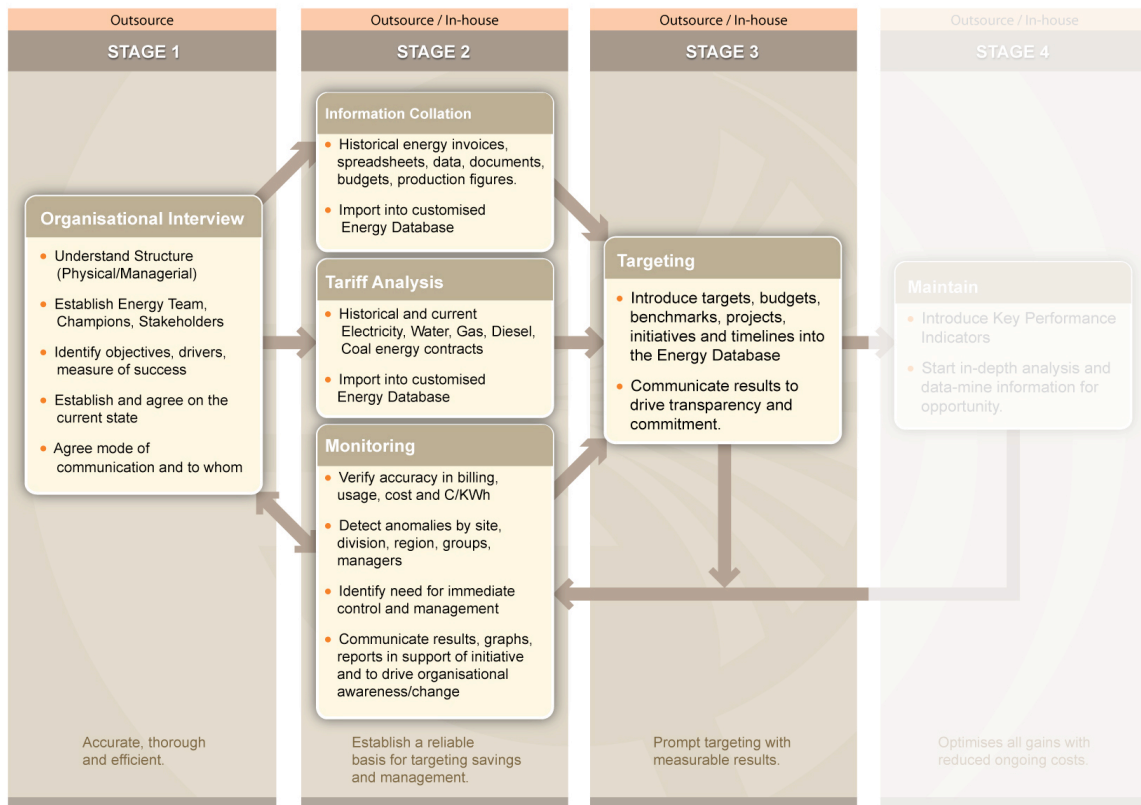 Outsource
STAGE 1
Organisational Interview
Understand Structure
(Physical/Managerial)
Establish Energy Team,
Champions, Stakeholders
Identify objectives, drivers,
measure of success
Establish and agree on the
current state
Agree mode of
communication and to whom
Accurate, thorough
and efficient.
Outsource / In-house
STAGE 2
Information Collation
Historical energy invoices,
spreadsheets, data, documents,
budgets, production figures.
Import into customised
Energy Database
Tariff Analysis
Historical and current
Electricity, Water, Gas, Diesel,
Coal energy contracts
Import into customised
Energy Database
Monitoring
Verify accuracy in billing,
usage, cost and C/KWh
Detect anomalies by site,
division, region, groups,
managers
Identify need for immediate
control and management
Communicate results, graphs,
reports in support of initiative
and to drive organisational
awareness/change
Establish a reliable
basis for targeting savings
and management.
Outsource / In-house
STAGE 3
Targeting
Introduce targets, budgets,
benchmarks, projects,
initiatives and timelines into
the Energy Database
Communicate results to
drive transparency and
commitment.
Prompt targeting with
measurable results.
Outsource / In-house
STAGE 4
Maintain
Introduce Key Performance
Indicators
Start in-depth analysis and
data-mine information for
opportunity.
Optimises all gains with
reduced ongoing costs.